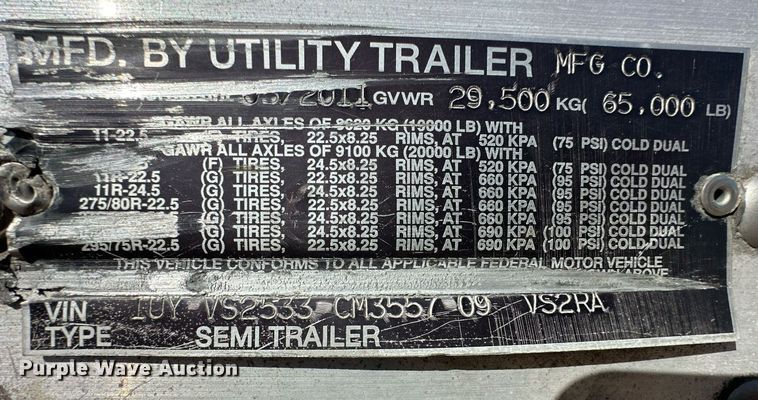 MFD. BY UTILITY TRAILER MFG CO.
2011 GVWR 29,500 KG( 65,000 LB)
GAWR ALL AXLES OF KG LB) WITH
11-22.5 TIRES, 22.5x8.25 RIMS, AT 520 KPA (75 PSI) COLD DUAL
GAWR ALL AXLES OF 9100 KG (20000 LB) WITH
(F) TIRES, 24.5x8.25 RIMS, AT 520 KPA (75 PSI) COLD DUAL
11R-22.5 (G) TIRES, 22.5x8.25 RIMS, AT 660 KPA (95 PSI) COLD DUAL
11R-24.5 (G) TIRES, 24.5x8.25 RIMS, AT 660 KPA (95 PSI) COLD DUAL
275/80R-22.5 (G) TIRES, 22.5x8.25 RIMS, AT 660 KPA (95 PSI) COLD DUAL
(G) TIRES, 24.5x8.25 RIMS, AT 660 KPA (95 PSI) COLD DUAL
(G) TIRES, 24.5x8.25 RIMS, AT 690 KPA (100 PSI) COLD DUAL
295/75R-22.5 (G) TIRES, 22.5x8.25 RIMS, AT 690 KPA (100 PSI) COLD DUAL
THIS VEHICLE CONFORMS TO ALL APPLICABLE FEDERAL MOTOR VEHICLE
ABOVE
VIN 1UY VS2533 CM3557 09 VS2RA
TYPE SEMI TRAILER
Purple Wave Auction